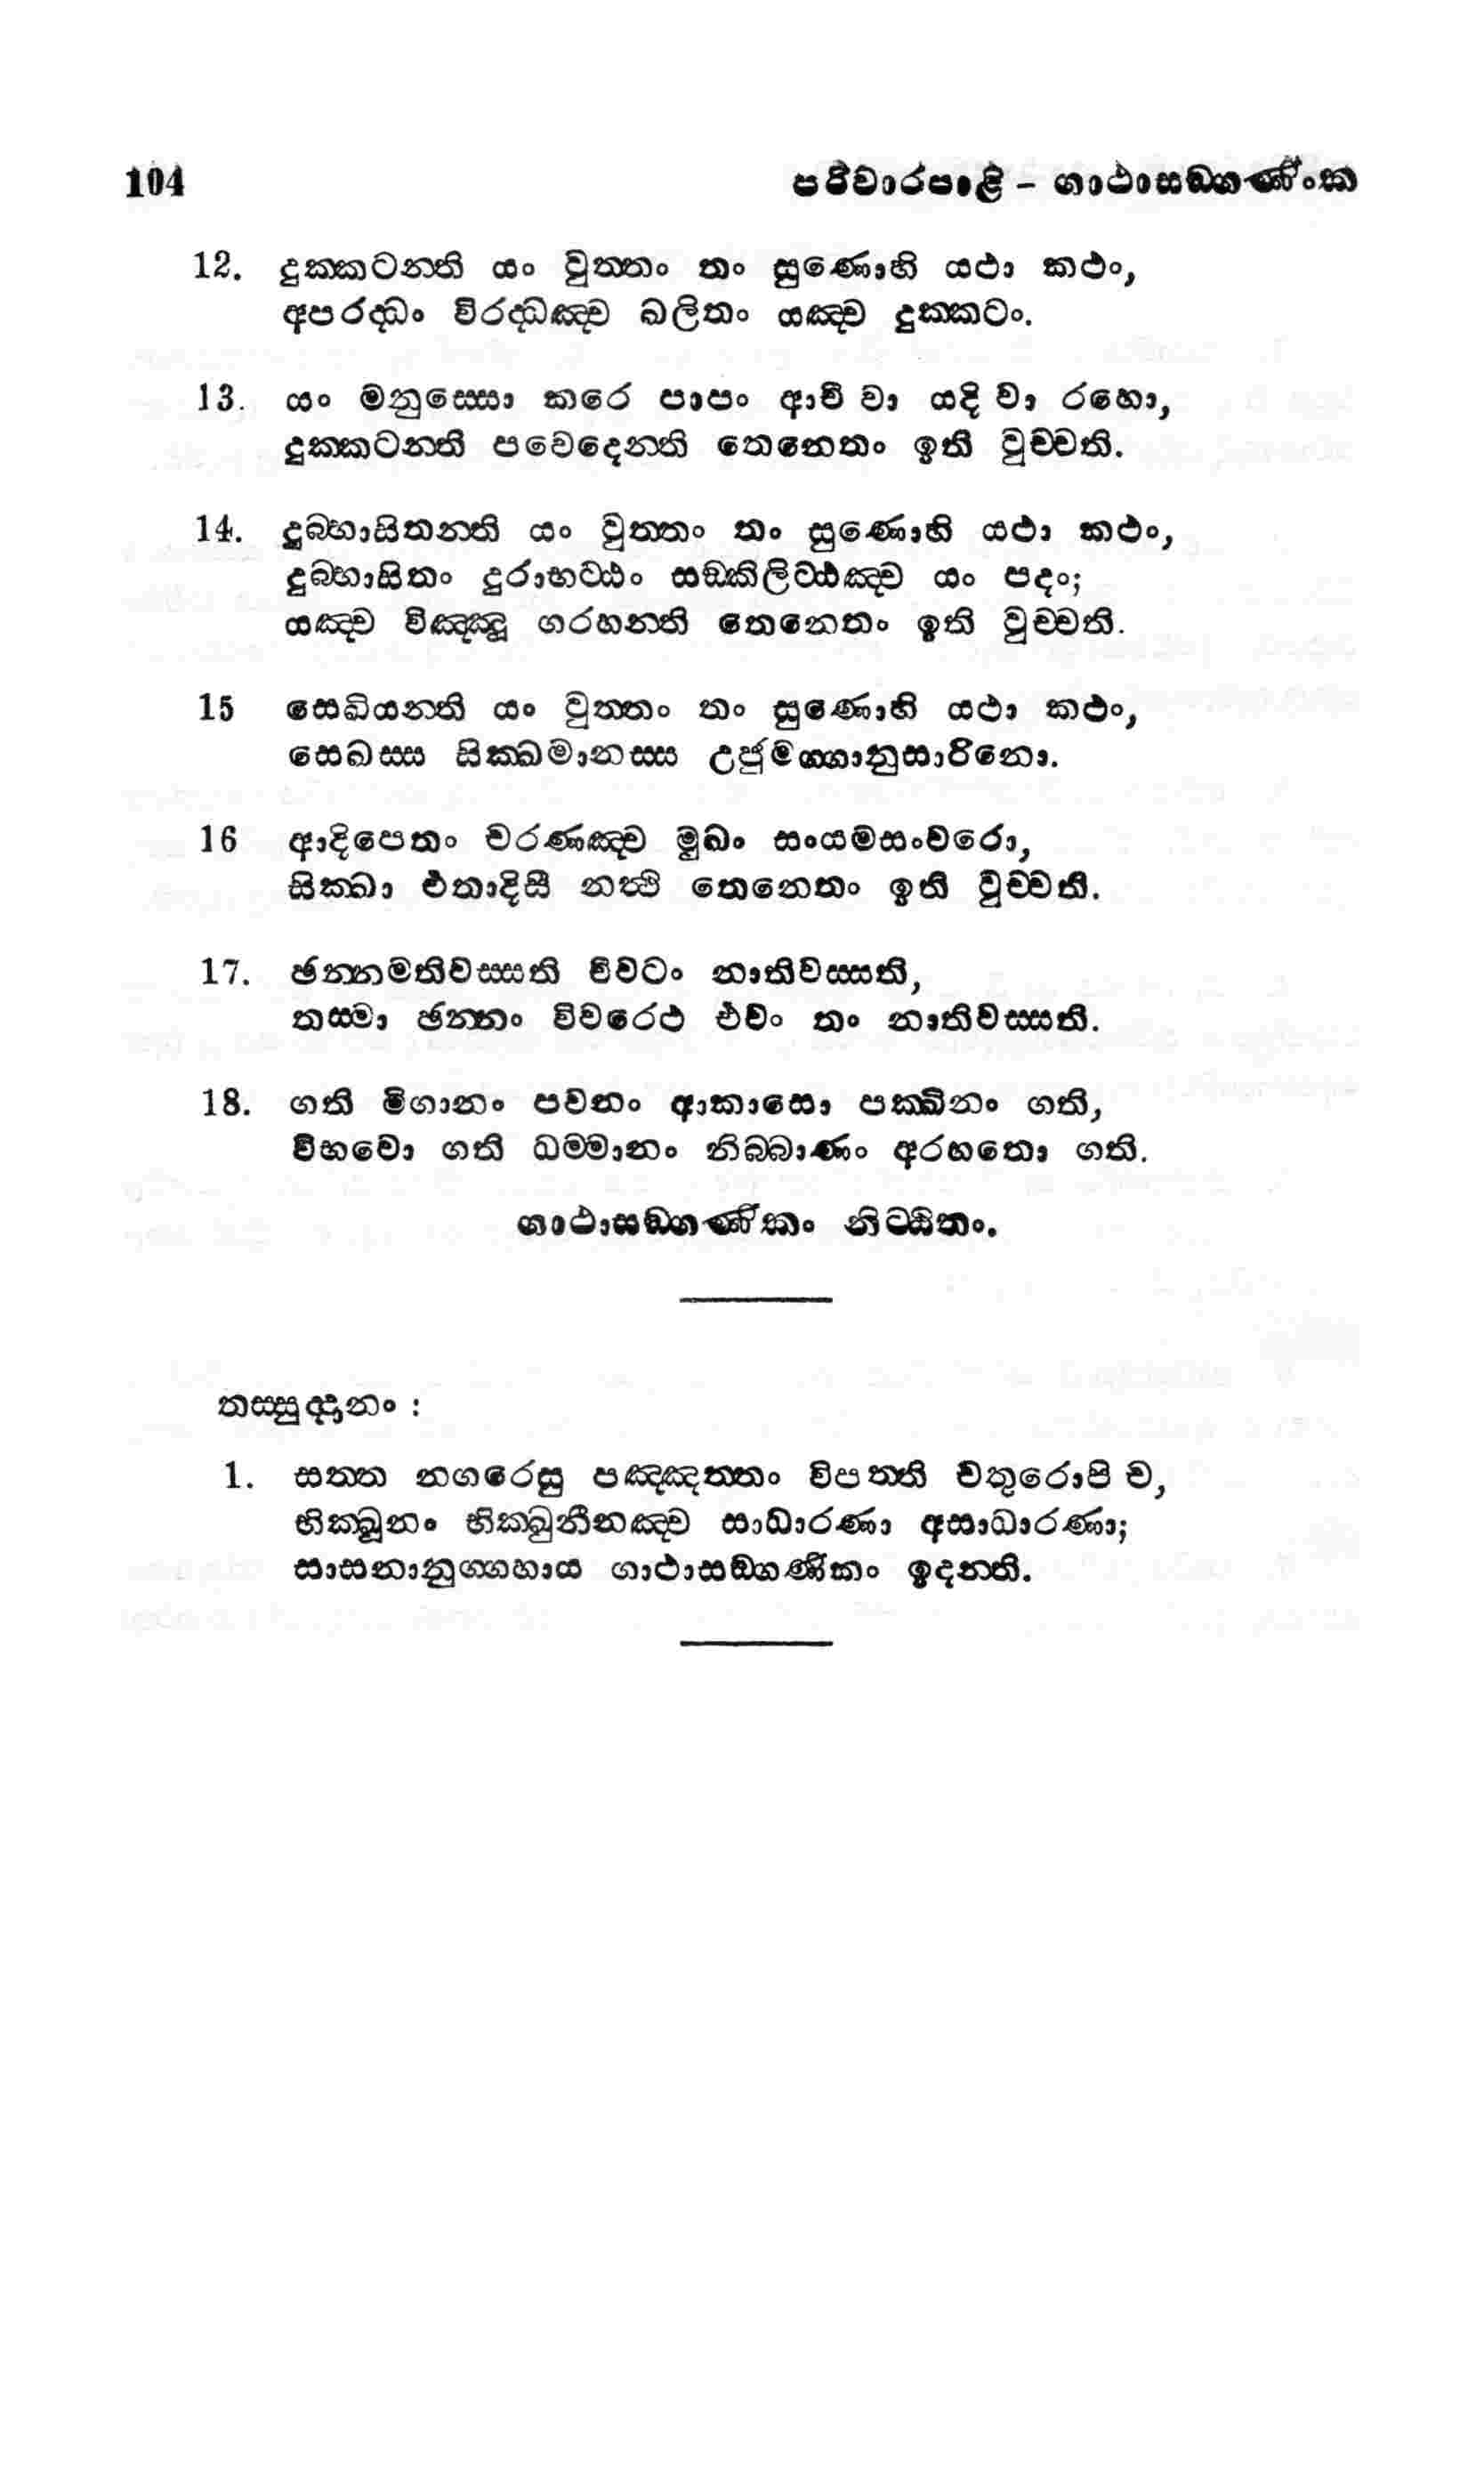 104 පරිවාරපාළි – ගාථාසඞ්ගණිංක
12. දුක්කටන්ති යං වුත්තං තං සුණොහි යථා කථං,
අපරද්ධං විරද්ධඤ්ච ඛලිතං යඤ්ච දුක්කටං.
13. යං මනුස්සො කරෙ පාපං ආවි වා යදි වා රහො,
දුක්කටන්ති පවෙදෙන්ති තෙනෙතං ඉති වුච්චති.
14. දුබ්භාසිතන්ති යං වුත්තං තං සුණොහි යථා කථං,
දුබ්භාසිතං දුරාභට්ඨං සඞ්කිලිට්ඨඤ්ච යං පදං;
යඤ්ච විඤ්ඤූ ගරහන්ති තෙනෙතං ඉති වුච්චති.
15 සෙඛියන්ති යං වුත්තං තං සුණොහි යථා කථං,
සෙඛස්ස සික්ඛමානස්ස උජුමග්ගානුසාරිනො.
16 ආදිපෙතං චරණඤ්ච මුඛං සංයමසංවරො,
සික්ඛා එතාදිසී නත්ථි තෙනෙතං ඉති වුච්චති.
17. ඡන්නමතිවස්සති විවටං නාතිවස්සති,
තස්මා ඡන්නං විවරෙථ එවං තං නාතිවස්සති.
18. ගති මිගානං පවනං ආකාසො පක්ඛිනං ගති,
විභවො ගති ධම්මානං නිබ්බාණං අරහතො ගති.
ගාථාසඞ්ගණිකං නිට්ඨිතං.
තස්සුද්දානං :
1. සත්ත නගරෙසු පඤ්ඤත්තං විපත්ති චතුරොපි ච,
භික්ඛූනං භික්ඛුනීනඤ්ච සාධාරණා අසාධාරණා;
සාසනානුග්ගහාය ගාථාසඞ්ගණිකං ඉදන්ති.